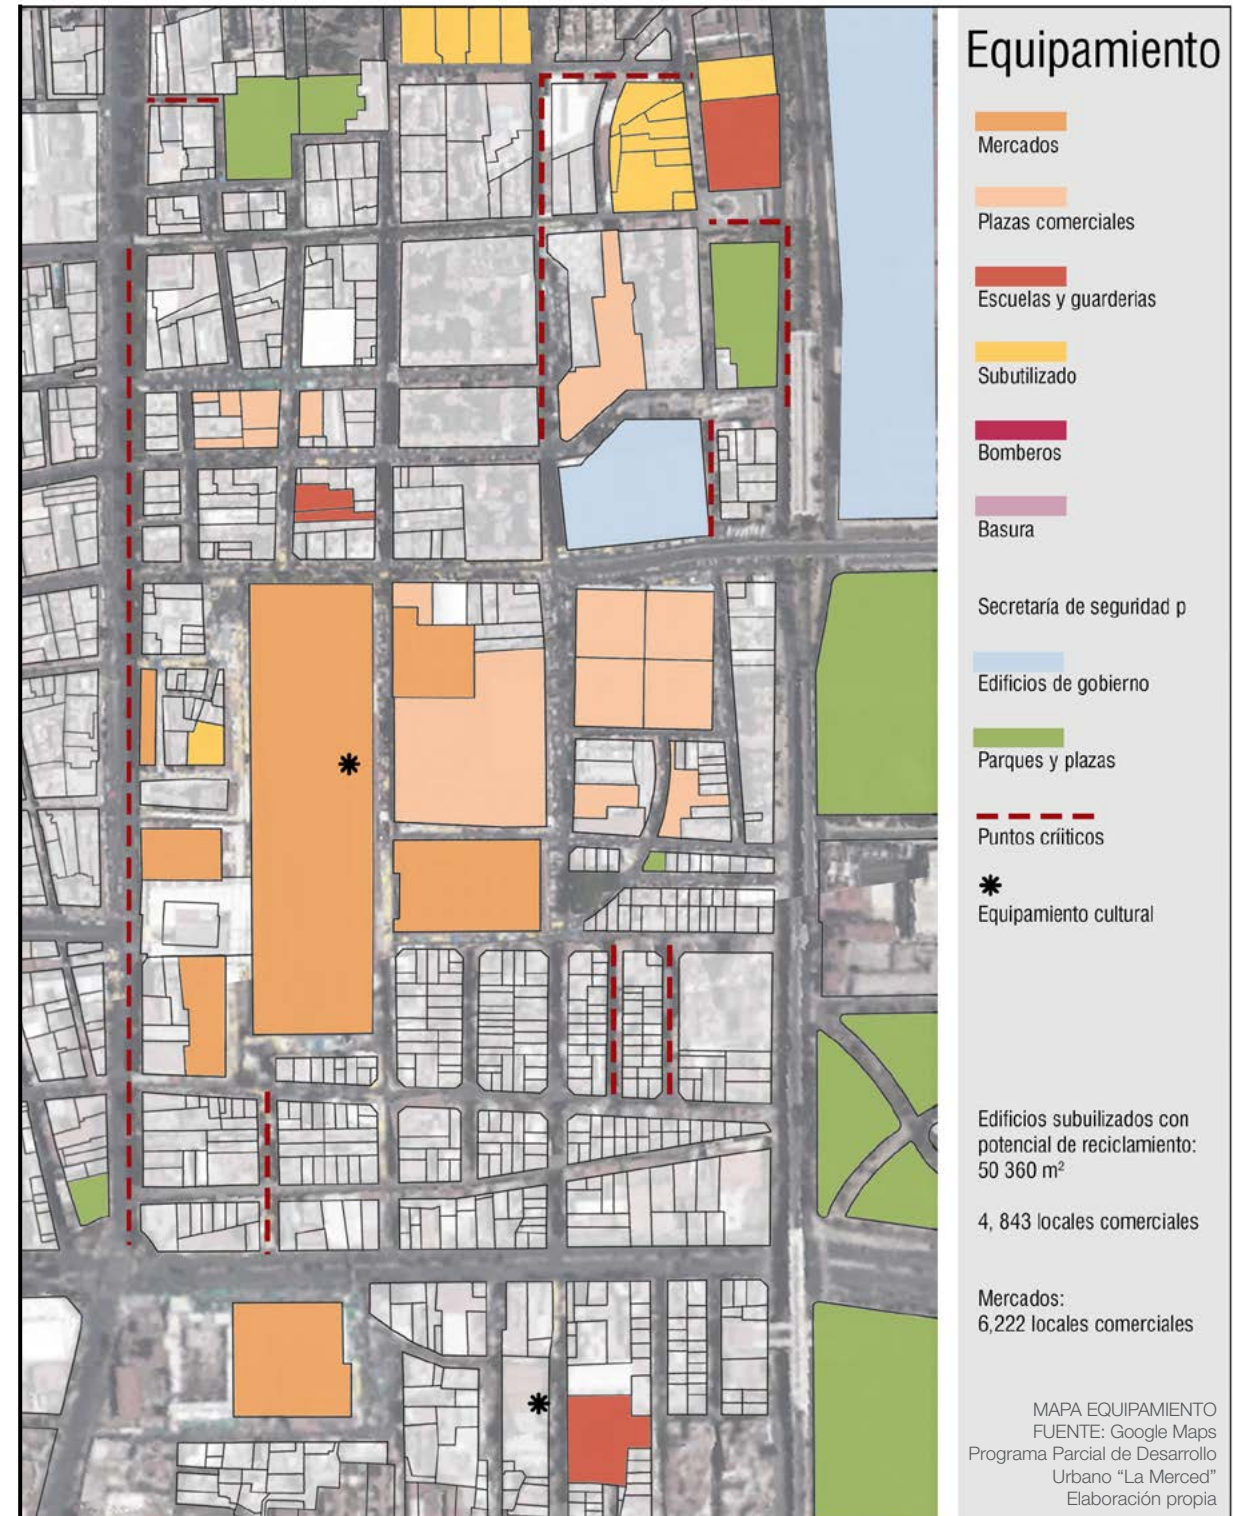 Equipamiento
Mercados
Plazas comerciales
Escuelas y guarderias
Subutilizado
Bomberos
Basura
Secretaría de seguridad p
Edificios de gobierno
Parques y plazas
Puntos criíticos
Equipamiento cultural
Edificios subuilizados con
potencial de reciclamiento:
50 360 m²
4, 843 locales comerciales
Mercados:
6,222 locales comerciales
MAPA EQUIPAMIENTO
FUENTE: Google Maps
Programa Parcial de Desarrollo
Urbano “La Merced”
Elaboración propia